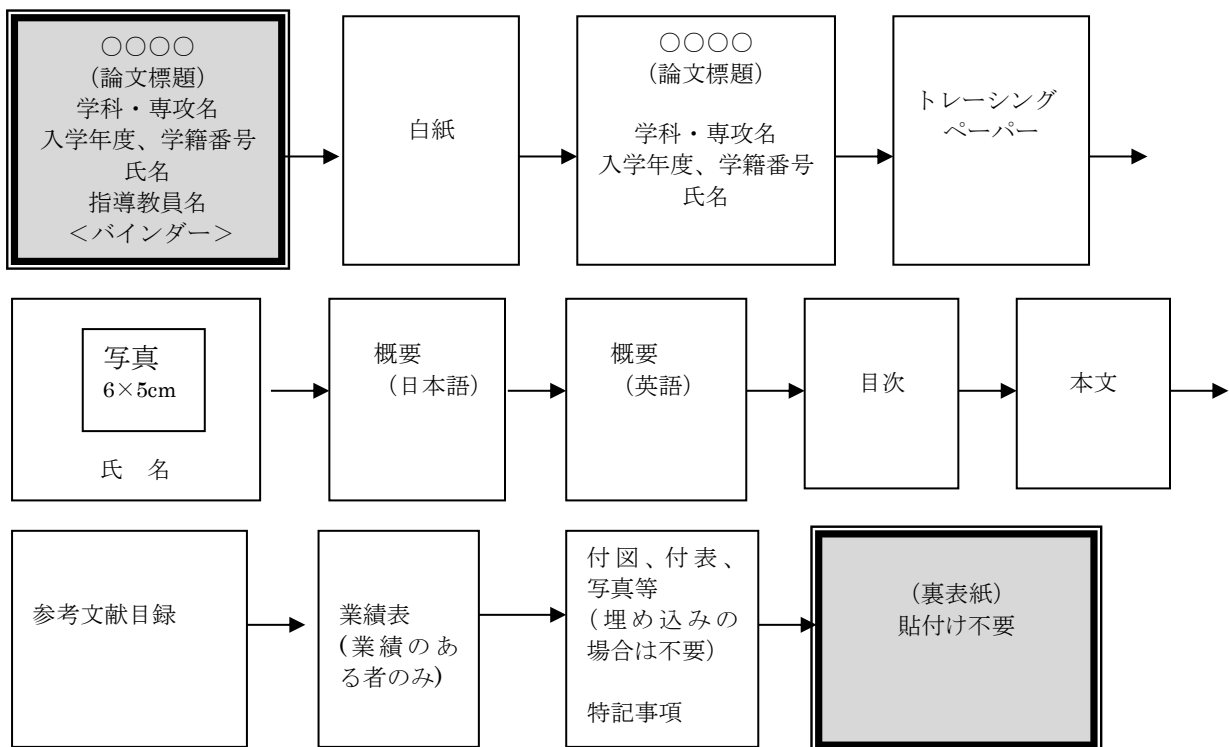 ○○○○
(論文標題)
学科・専攻名
入学年度、学籍番号
氏名
指導教員名
＜バインダー＞
白紙
○○○○
(論文標題)
学科・専攻名
入学年度、学籍番号
氏名
トレーシング
ペーパー
写真
6×5cm
氏　名
概要
（日本語）
概要
（英語）
目次
本文
参考文献目録
業績表
(業績のあ
る者のみ)
付図、付表、
写真等
（埋め込みの
場合は不要）
特記事項
（裏表紙）
貼付け不要